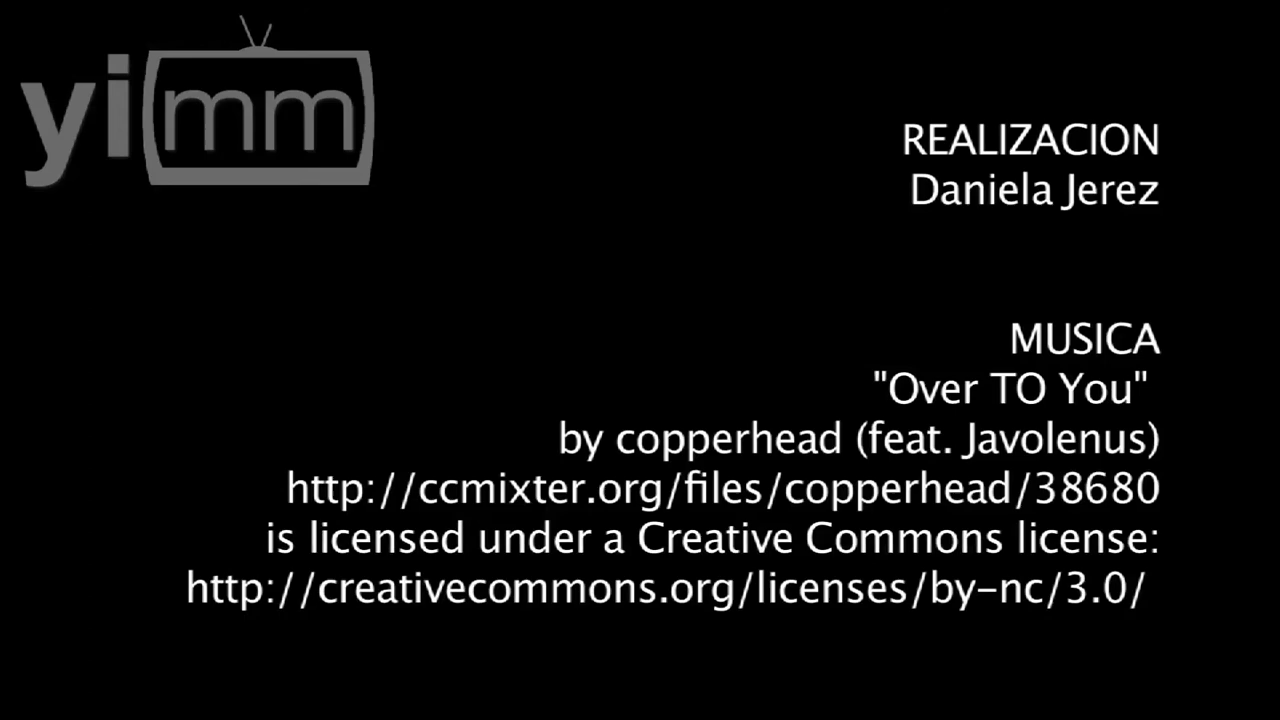 yimm
REALIZACION
Daniela Jerez
MUSICA
"Over TO You"
by copperhead (feat. Javolenus)
http://ccmixter.org/files/copperhead/38680
is licensed under a Creative Commons license:
http://creativecommons.org/licenses/by-nc/3.0/